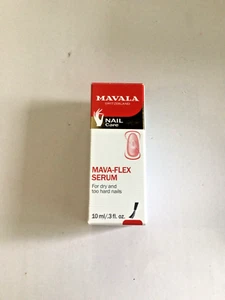 MAVALA
SWITZERLAND
NAIL
Care
MAVA-FLEX
SERUM
For dry and
too hard nails
10 ml/.3 fl. oz.